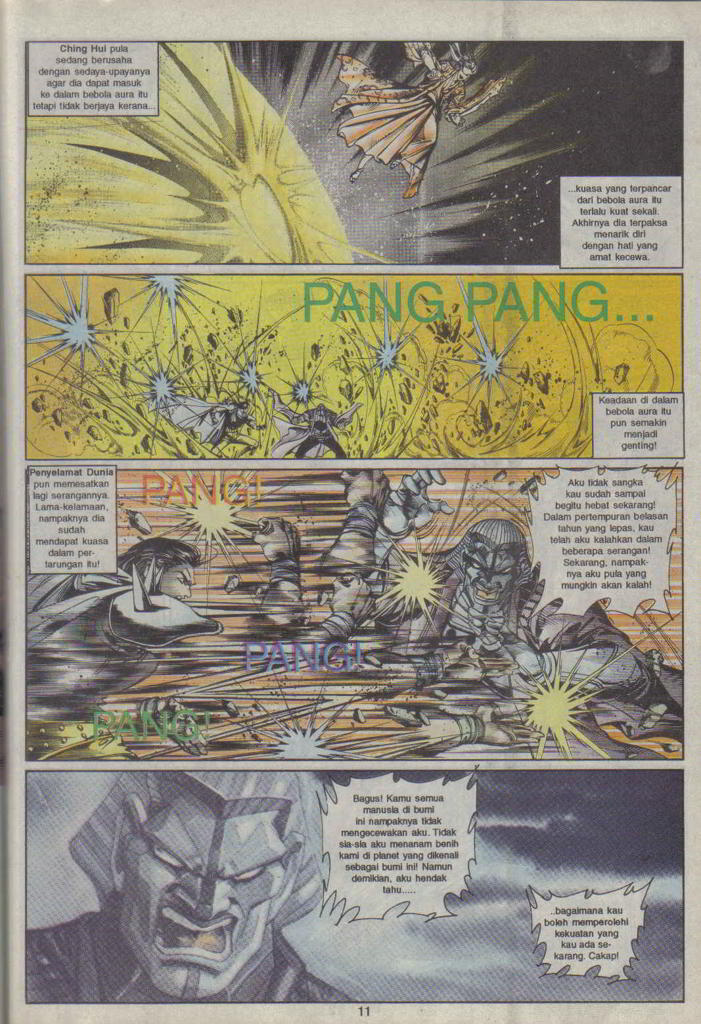 Ching Hui pula
sedang berusaha
dengan sedaya-upayanya
agar dia dapat masuk
ke dalam bebola aura itu
tetapi tidak berjaya kerana...
...kuasa yang terpancar
dari bebola aura itu
terlalu kuat sekali.
Akhirnya dia terpaksa
menarik diri
dengan hati yang
amat kecewa.
PANG PANG...
Keadaan di dalam
bebola aura itu
pun semakin
menjadi
genting!
Penyelamat Dunia
pun memesatkan
lagi serangannya.
Lama-kelamaan,
nampaknya dia
sudah
mendapat kuasa
dalam per-
tarungan itu!
PANG!
Aku tidak sangka
kau sudah sampai
begitu hebat sekarang!
Dalam pertempuran belasan
tahun yang lepas, kau
telah aku kalahkan dalam
beberapa serangan!
Sekarang, nampak-
nya aku pula yang
mungkin akan kalah!
PANG!
PANG!
Bagus! Kamu semua
manusia di bumi
ini nampaknya tidak
mengecewakan aku. Tidak
sia-sia aku menanam benih
kami di planet yang dikenali
sebagai bumi ini! Namun
demikian, aku hendak
tahu.....
..bagaimana kau
boleh memperolehi
kekuatan yang
kau ada se-
karang. Cakap!
11